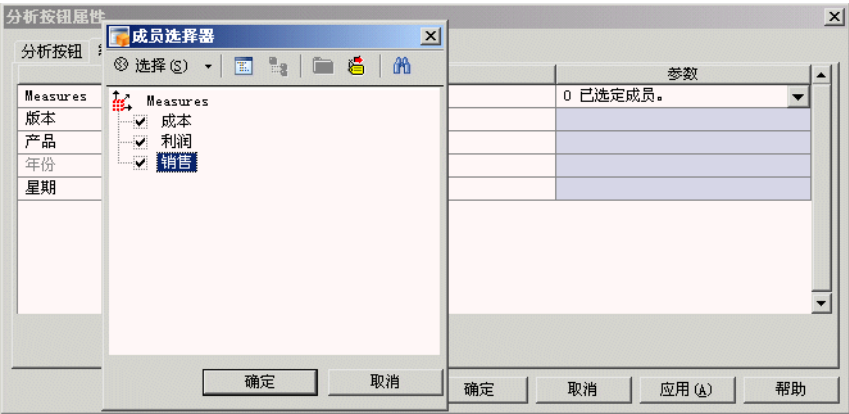 分析按钮属性
成员选择器
分析按钮
选择(S)
参数
Measures
0 已选定成员。
版本
产品
年份
星期
Measures
成本
利润
销售
确定
取消
确定
取消
应用(A)
帮助